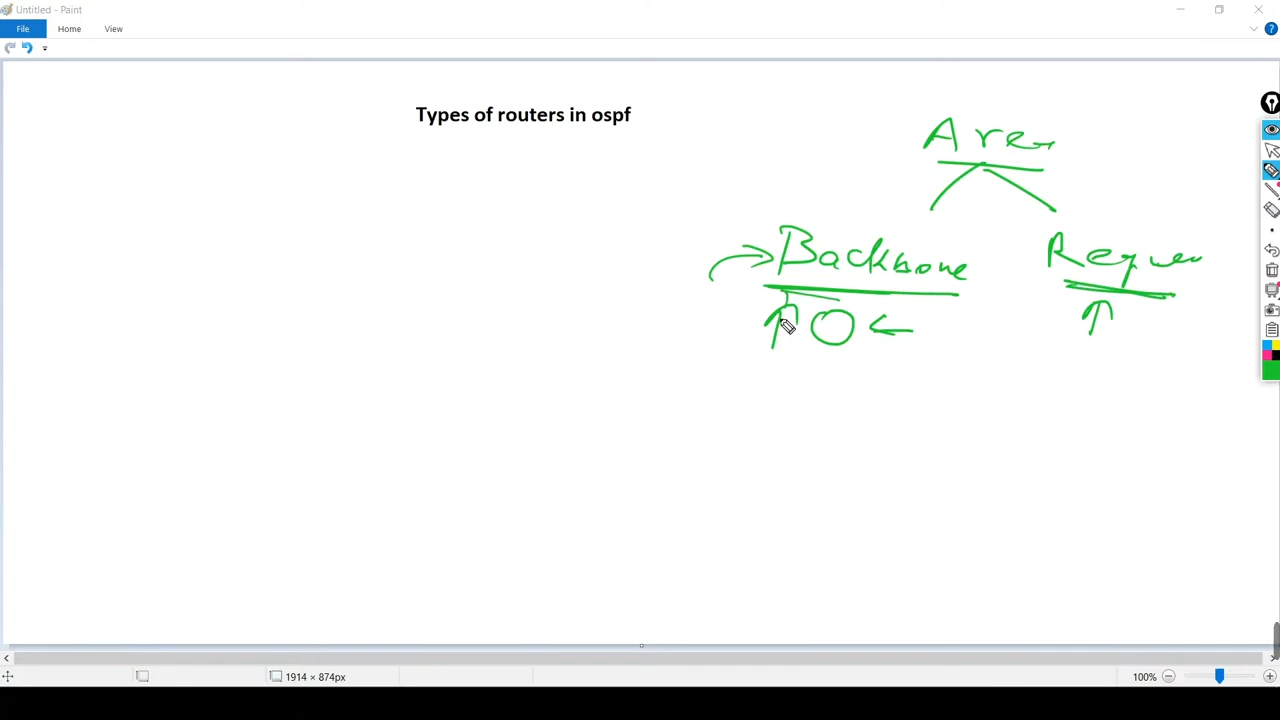 Untitled - Paint
File Home View
Types of routers in ospf
Area
Backbone
0
1914 × 874px
100%